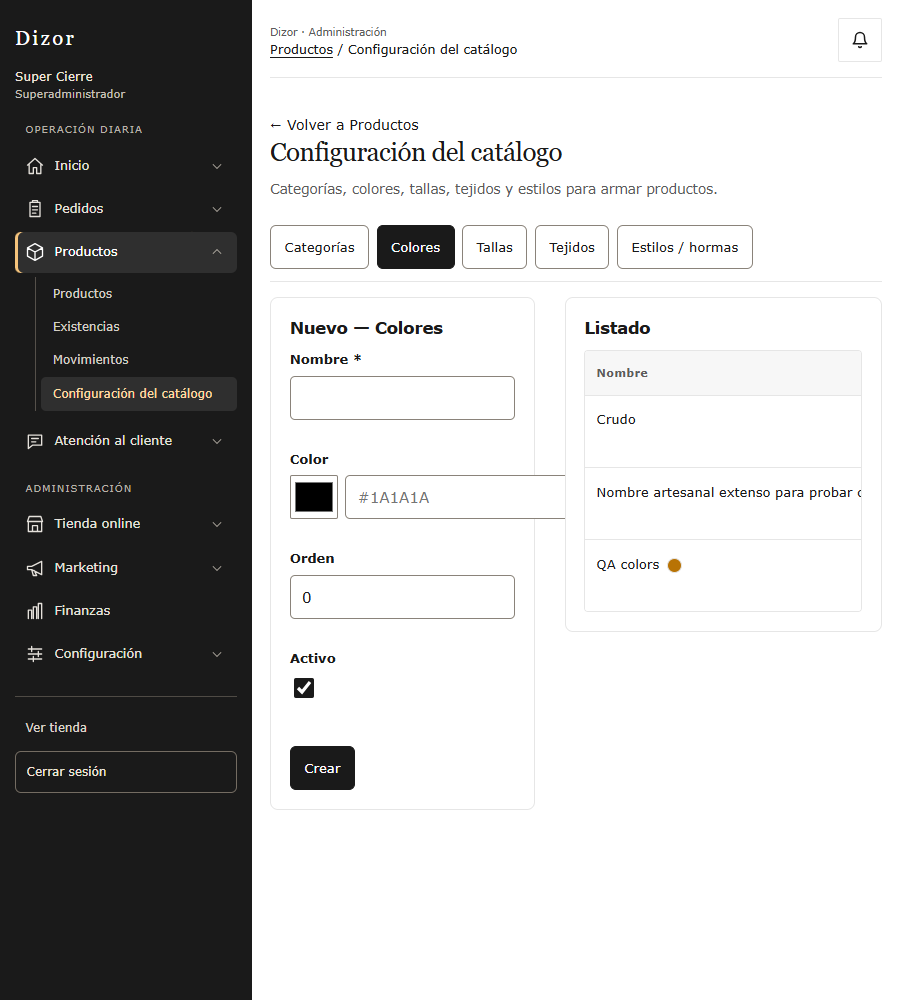 Dizor
Super Cierre
Superadministrador
OPERACIÓN DIARIA
Inicio
Pedidos
Productos
Productos
Existencias
Movimientos
Configuración del catálogo
Atención al cliente
ADMINISTRACIÓN
Tienda online
Marketing
Finanzas
Configuración
Ver tienda
Cerrar sesión
Dizor · Administración
Productos / Configuración del catálogo
← Volver a Productos
Configuración del catálogo
Categorías, colores, tallas, tejidos y estilos para armar productos.
Categorías Colores Tallas Tejidos Estilos / hormas
Nuevo — Colores
Nombre *
Color
#1A1A1A
Orden
0
Activo
Crear
Listado
Nombre
Crudo
Nombre artesanal extenso para probar
QA colors